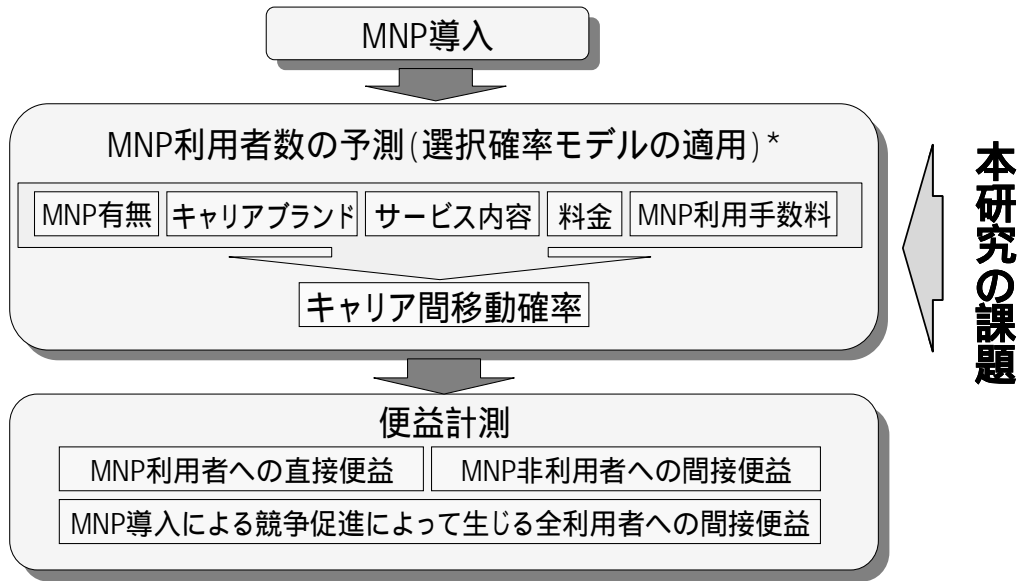 MNP導入
MNP利用者数の予測(選択確率モデルの適用)*
MNP有無 キャリアブランド サービス内容 料金 MNP利用手数料
キャリア間移動確率
本研究の課題
便益計測
MNP利用者への直接便益 MNP非利用者への間接便益
MNP導入による競争促進によって生じる全利用者への間接便益